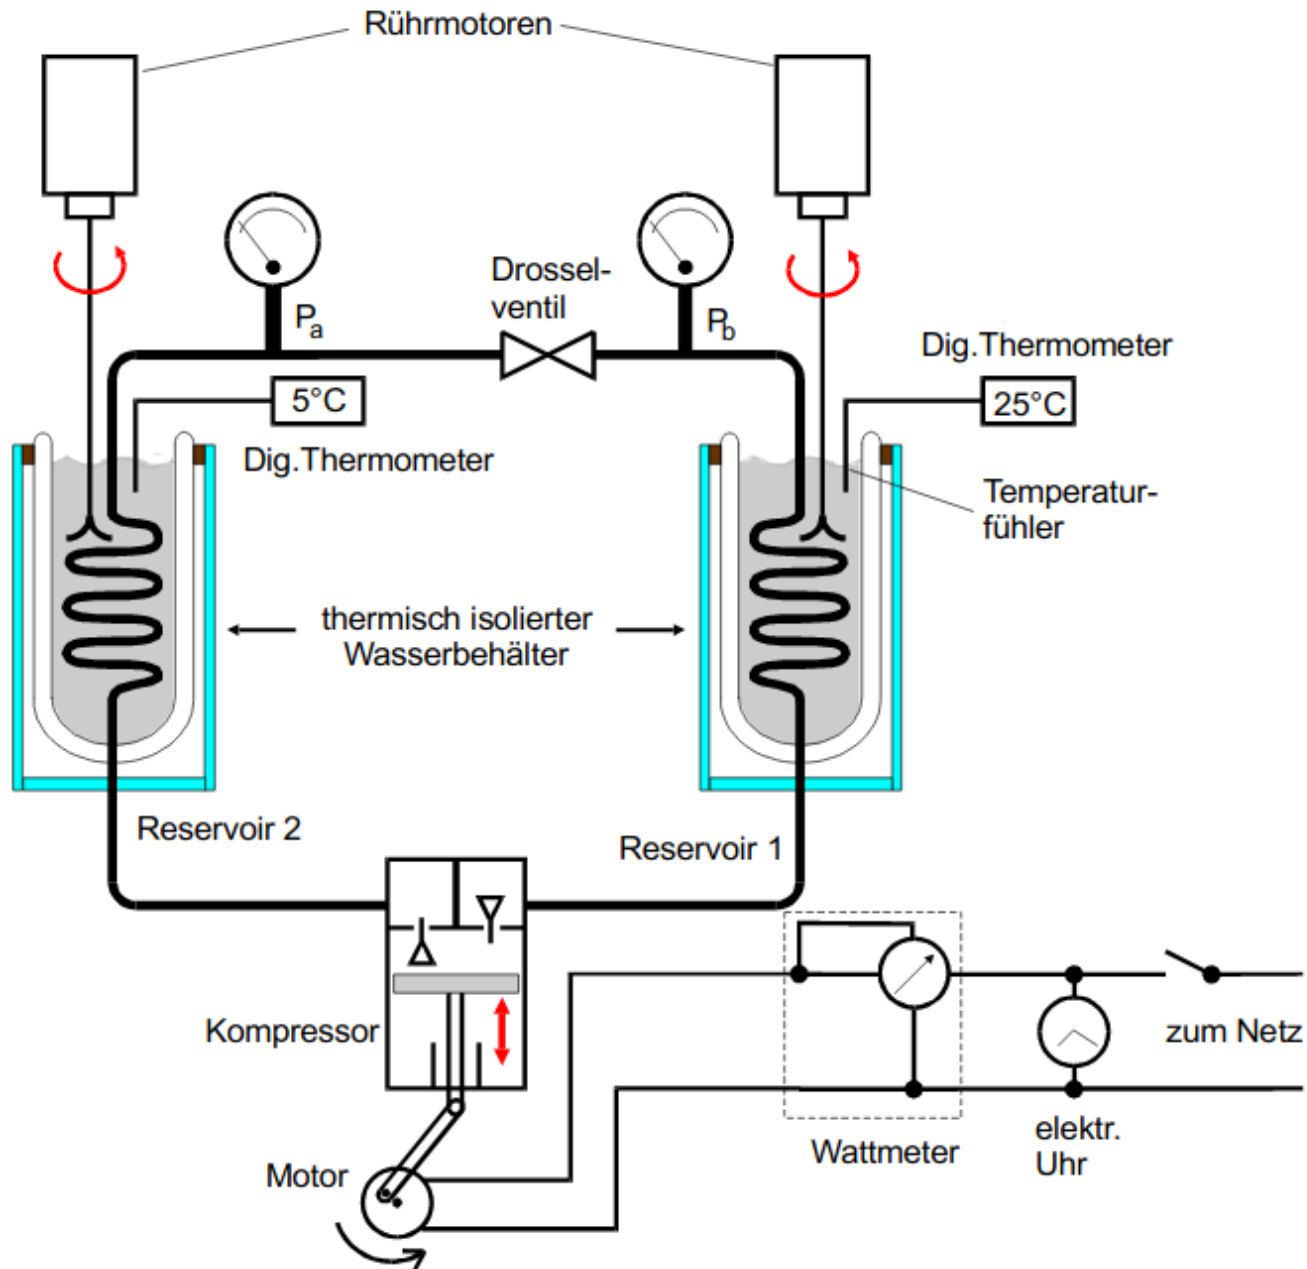 Rührmotoren
Drossel-
ventil
Pa
Pb
Dig.Thermometer
5°C
25°C
Dig.Thermometer
Temperatur-
fühler
thermisch isolierter
Wasserbehälter
Reservoir 2
Reservoir 1
Kompressor
zum Netz
Wattmeter
elektr.
Uhr
Motor